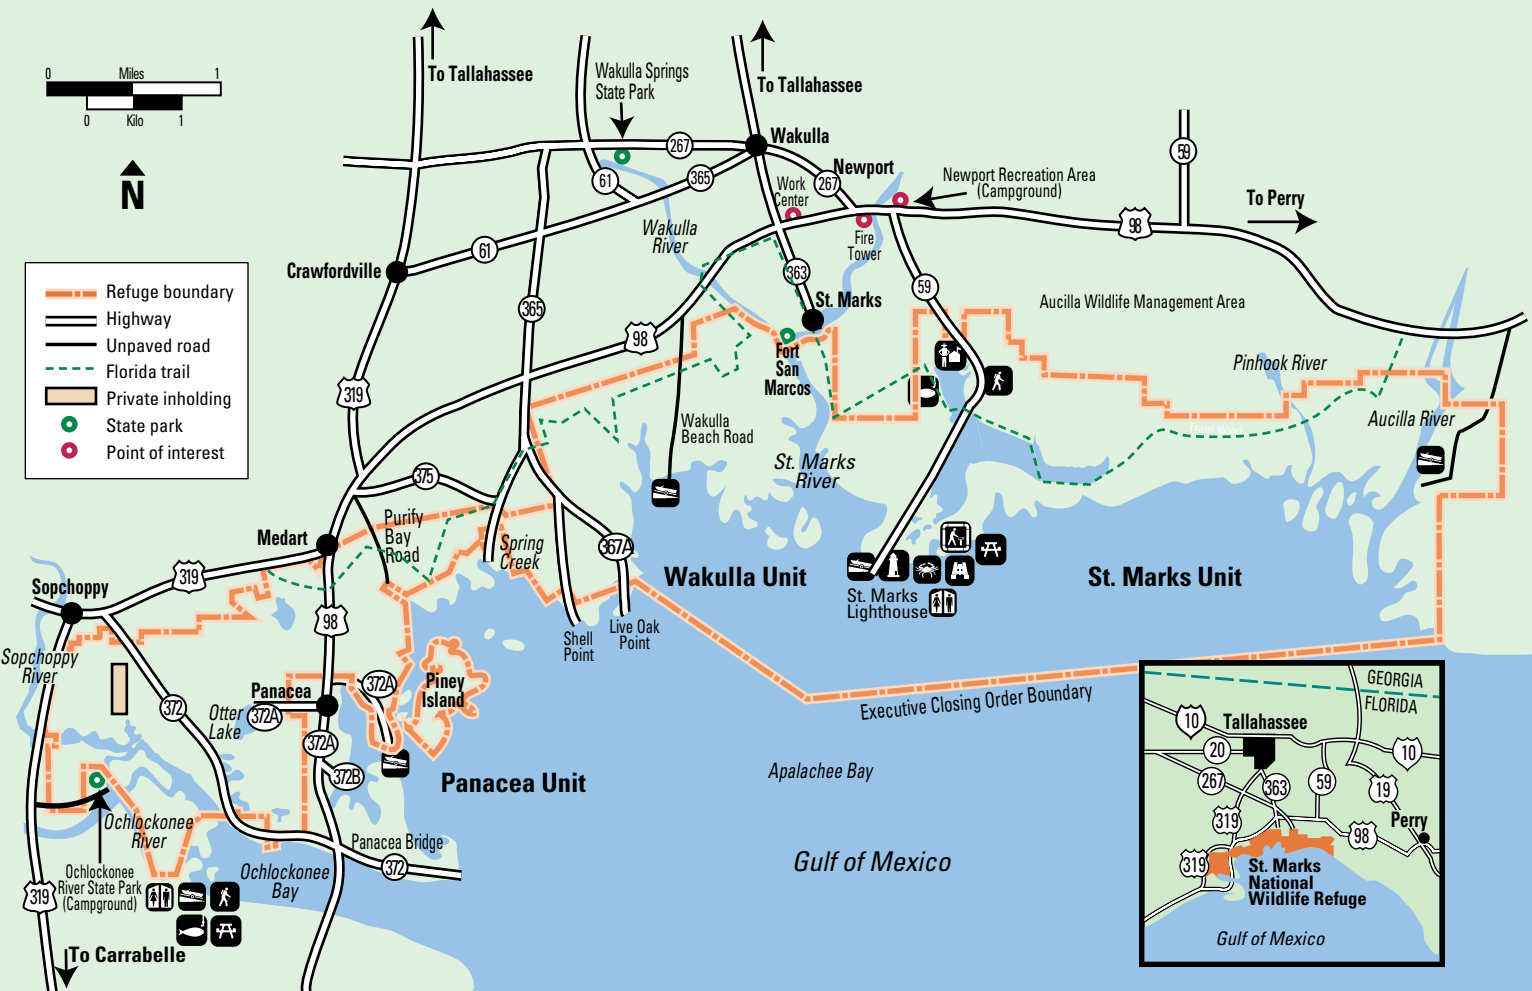 0 Miles 1
0 Kilo 1
N
To Tallahassee
Wakulla Springs
State Park
To Tallahassee
Wakulla
267
59
Newport
Newport Recreation Area
(Campground)
To Perry
61
365
267
Work
Center
98
Wakulla
River
Fire
Tower
61
Crawfordville
363
59
St. Marks
Aucilla Wildlife Management Area
365
98
Refuge boundary
Highway
Unpaved road
Florida trail
Private inholding
State park
Point of interest
Fort
San
Marcos
Pinhook River
319
Wakulla
Beach Road
Aucilla River
Tram Road
St. Marks
River
375
Purify
Bay
Road
Medart
Spring
Creek
367A
Wakulla Unit
St. Marks Unit
St. Marks
Lighthouse
319
Sopchoppy
98
Shell
Point
Live Oak
Point
Sopchoppy
River
Panacea
372A
372A
Piney
Island
372
Otter
Lake
372A
372B
Executive Closing Order Boundary
Panacea Unit
Apalachee Bay
Ochlockonee
River
Panacea Bridge
372
Gulf of Mexico
Ochlockonee
River State Park
(Campground)
Ochlockonee
Bay
319
To Carrabelle
GEORGIA
FLORIDA
10
Tallahassee
20
10
267
363
59
19
319
98
Perry
319
St. Marks
National
Wildlife Refuge
Gulf of Mexico